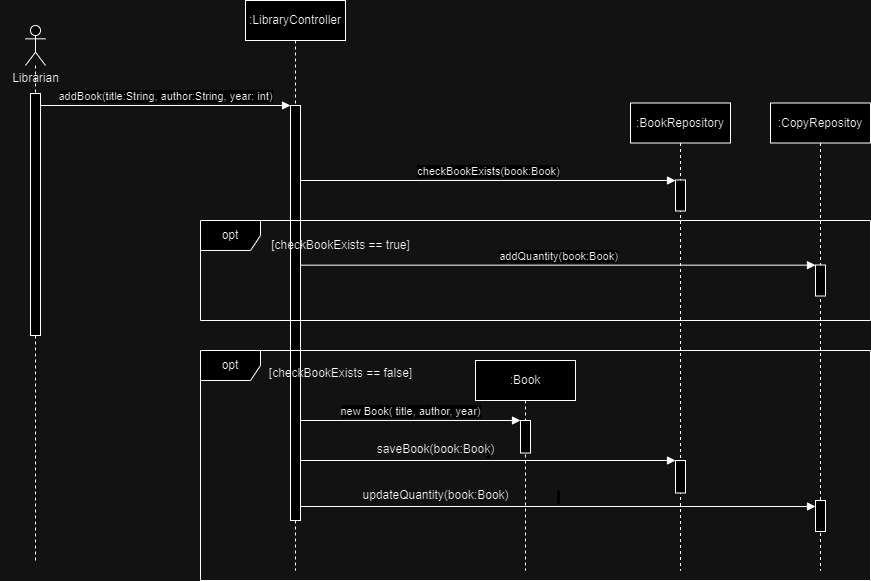 :LibraryController
Librarian
addBook(title:String, author:String, year: int)
:BookRepository
:CopyRepositoy
checkBookExists(book:Book)
opt
[checkBookExists == true]
addQuantity(book:Book)
opt
[checkBookExists == false]
:Book
new Book( title, author, year)
saveBook(book:Book)
updateQuantity(book:Book)